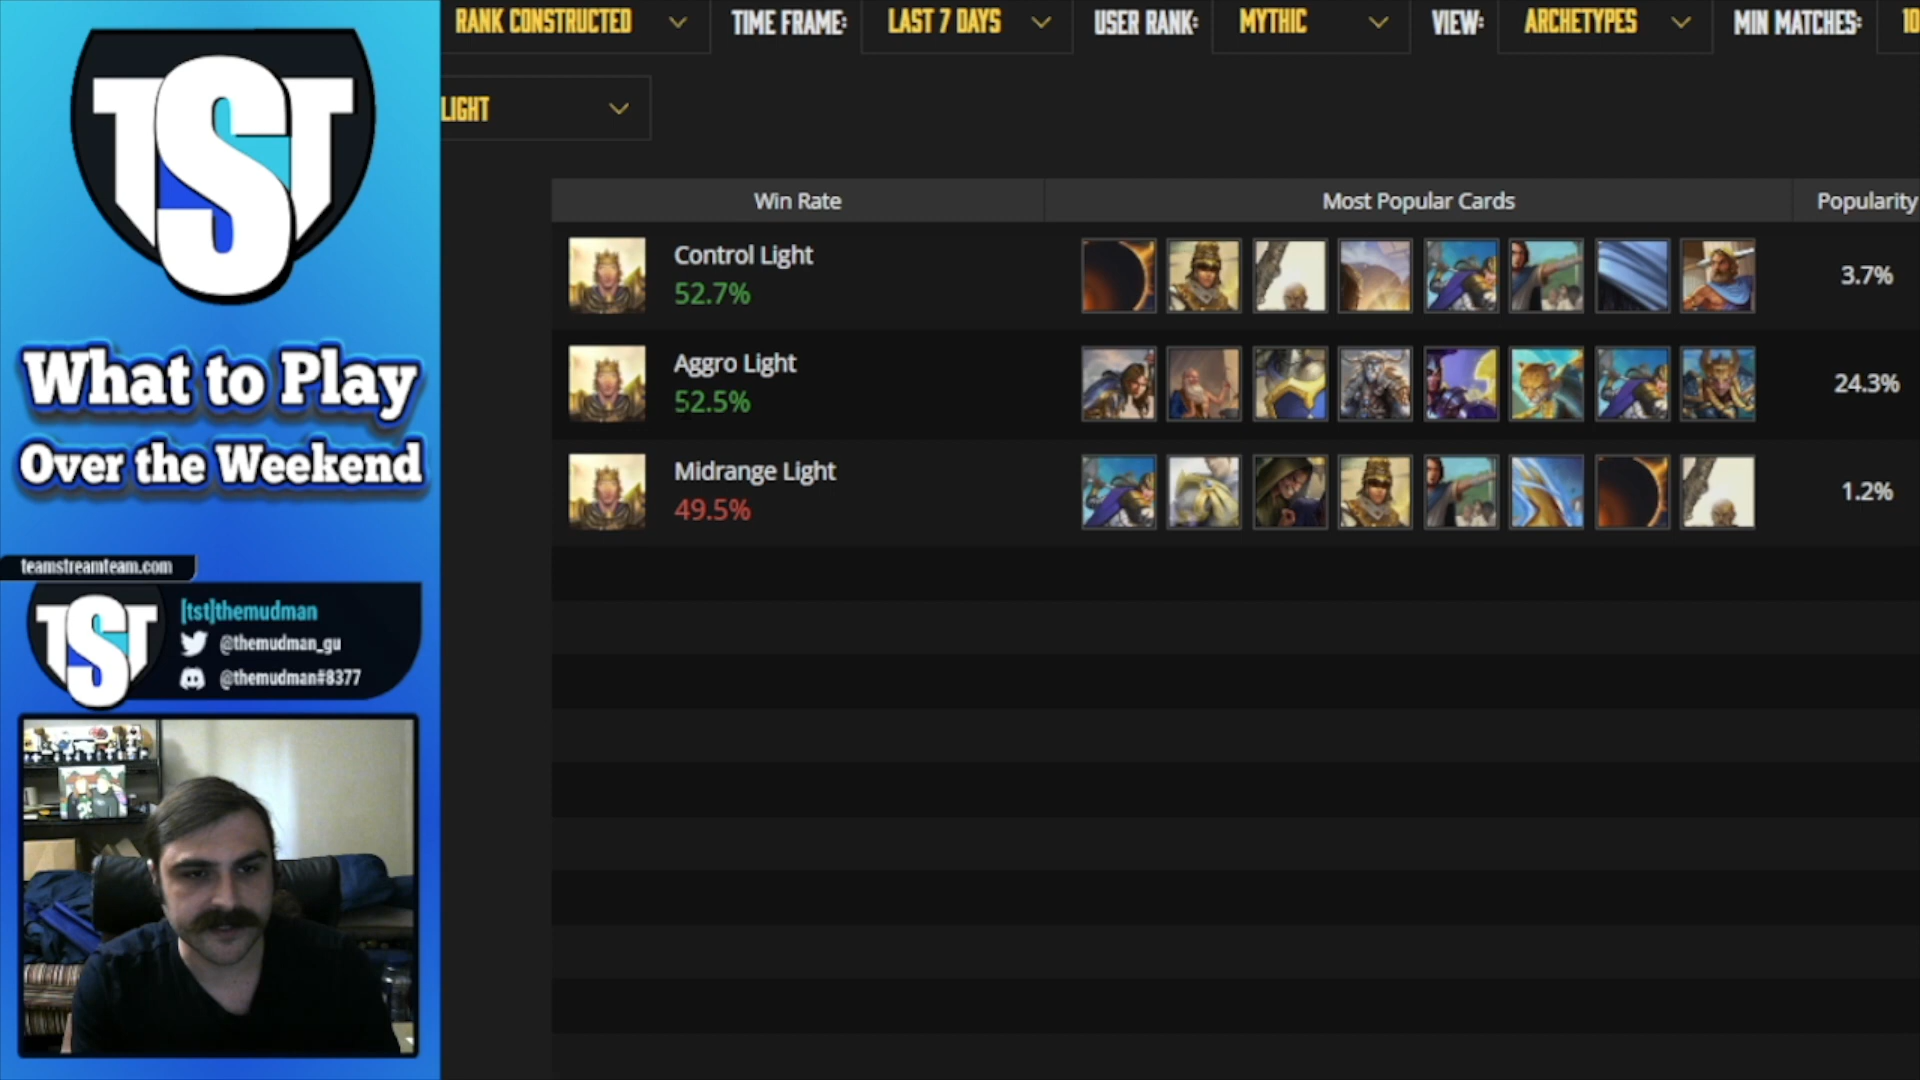 TST
What to Play
Over the Weekend
teamstreamteam.com
TST
[tst]themudman
@themudman_gu
@themudman#8377
RANK CONSTRUCTED
TIME FRAME: LAST 7 DAYS
USER RANK: MYTHIC
VIEW: ARCHETYPES
MIN MATCHES: 10
LIGHT
Win Rate Most Popular Cards Popularity
Control Light
52.7% 3.7%
Aggro Light
52.5% 24.3%
Midrange Light
49.5% 1.2%